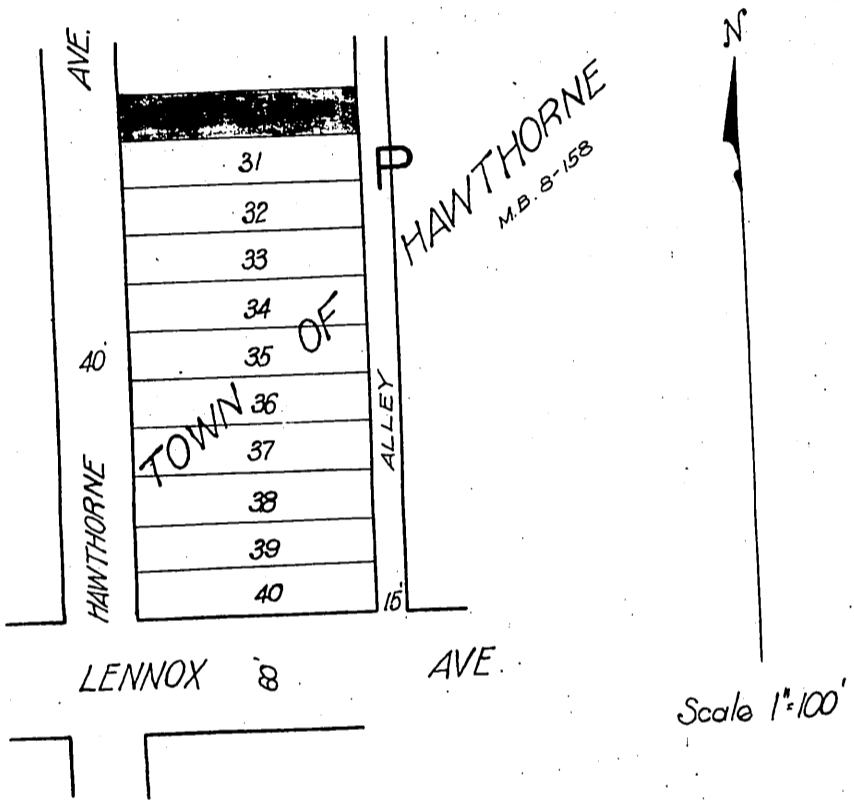 N
AVE.
31
32
33
34
35
36
37
38
39
40
P
TOWN OF HAWTHORNE
M.B. 8-158
40'
HAWTHORNE
ALLEY
15'
LENNOX
AVE.
Scale 1"=100'